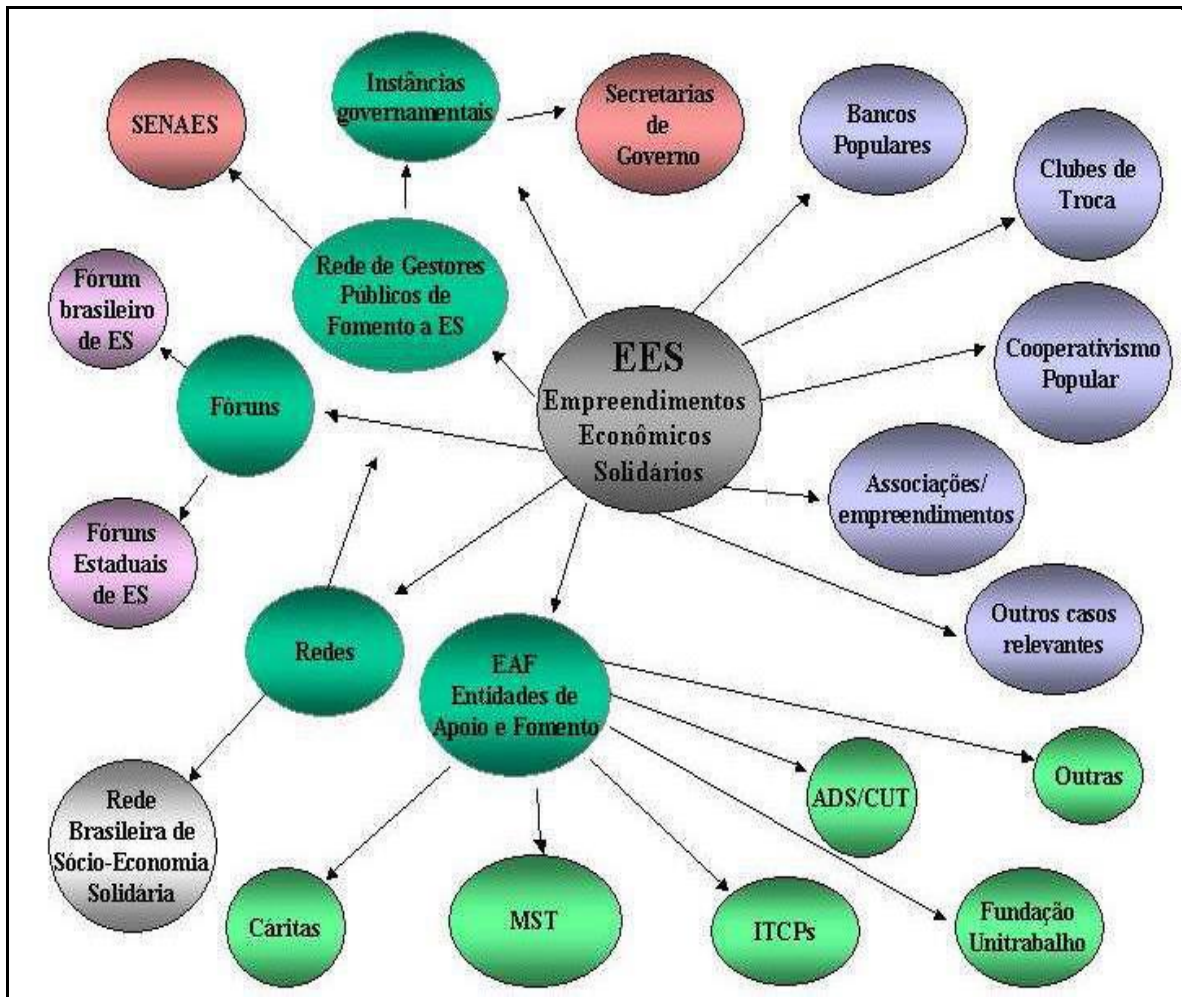 SENAES
Instâncias
governamentais
Secretarias
de
Governo
Bancos
Populares
Clubes de
Troca
Rede de Gestores
Públicos de
Fomento a ES
Fórum
brasileiro
de ES
EES
Empreendimentos
Econômicos
Solidários
Cooperativismo
Popular
Fóruns
Associações/
empreendimentos
Fóruns
Estaduais
de ES
Outros casos
relevantes
Redes
EAF
Entidades de
Apoio e Fomento
Rede
Brasileira de
Sócio-Economia
Solidária
ADS/CUT
Outras
Cáritas
MST
ITCPs
Fundação
Unitrabalho